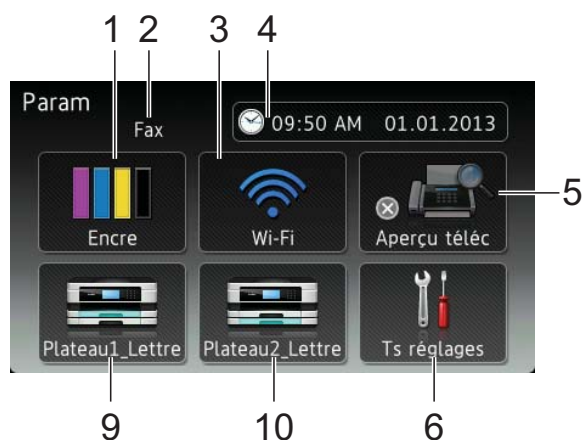 1 2 3 4
Param
Fax
09:50 AM 01.01.2013
5
Encre Wi-Fi Aperçu téléc
Plateau1_Lettre Plateau2_Lettre Ts réglages
9 10 6